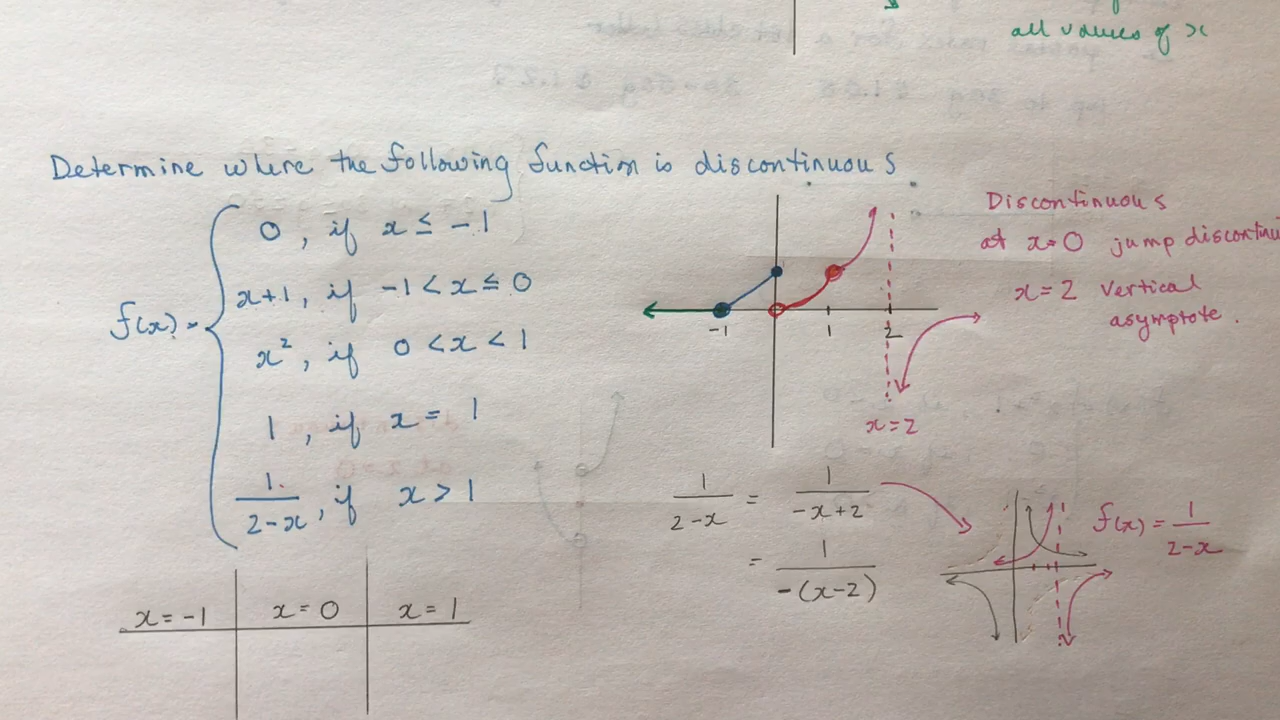 all values of x
Determine where the following function is discontinuous
f(x) = { 0, if x ≤ -1
x+1, if -1 < x ≤ 0
x², if 0 < x < 1
1, if x = 1
1/(2-x), if x > 1
-1 1 2
x=2
Discontinuous
at x=0 jump discontinu
x=2 vertical
asymptote.
1/(2-x) = 1/(-x+2)
= 1/(-(x-2))
f(x) = 1/(2-x)
x=-1 x=0 x=1